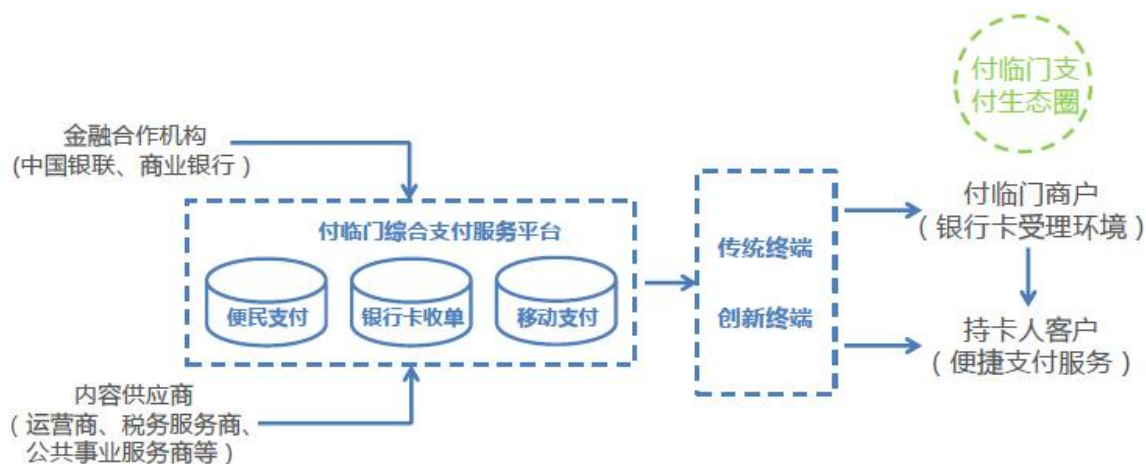 付临门支
付生态圈
金融合作机构
(中国银联、商业银行)
付临门综合支付服务平台
便民支付
银行卡收单
移动支付
内容供应商
(运营商、税务服务商、
公共事业服务商等)
传统终端
创新终端
付临门商户
(银行卡受理环境)
持卡人客户
(便捷支付服务)